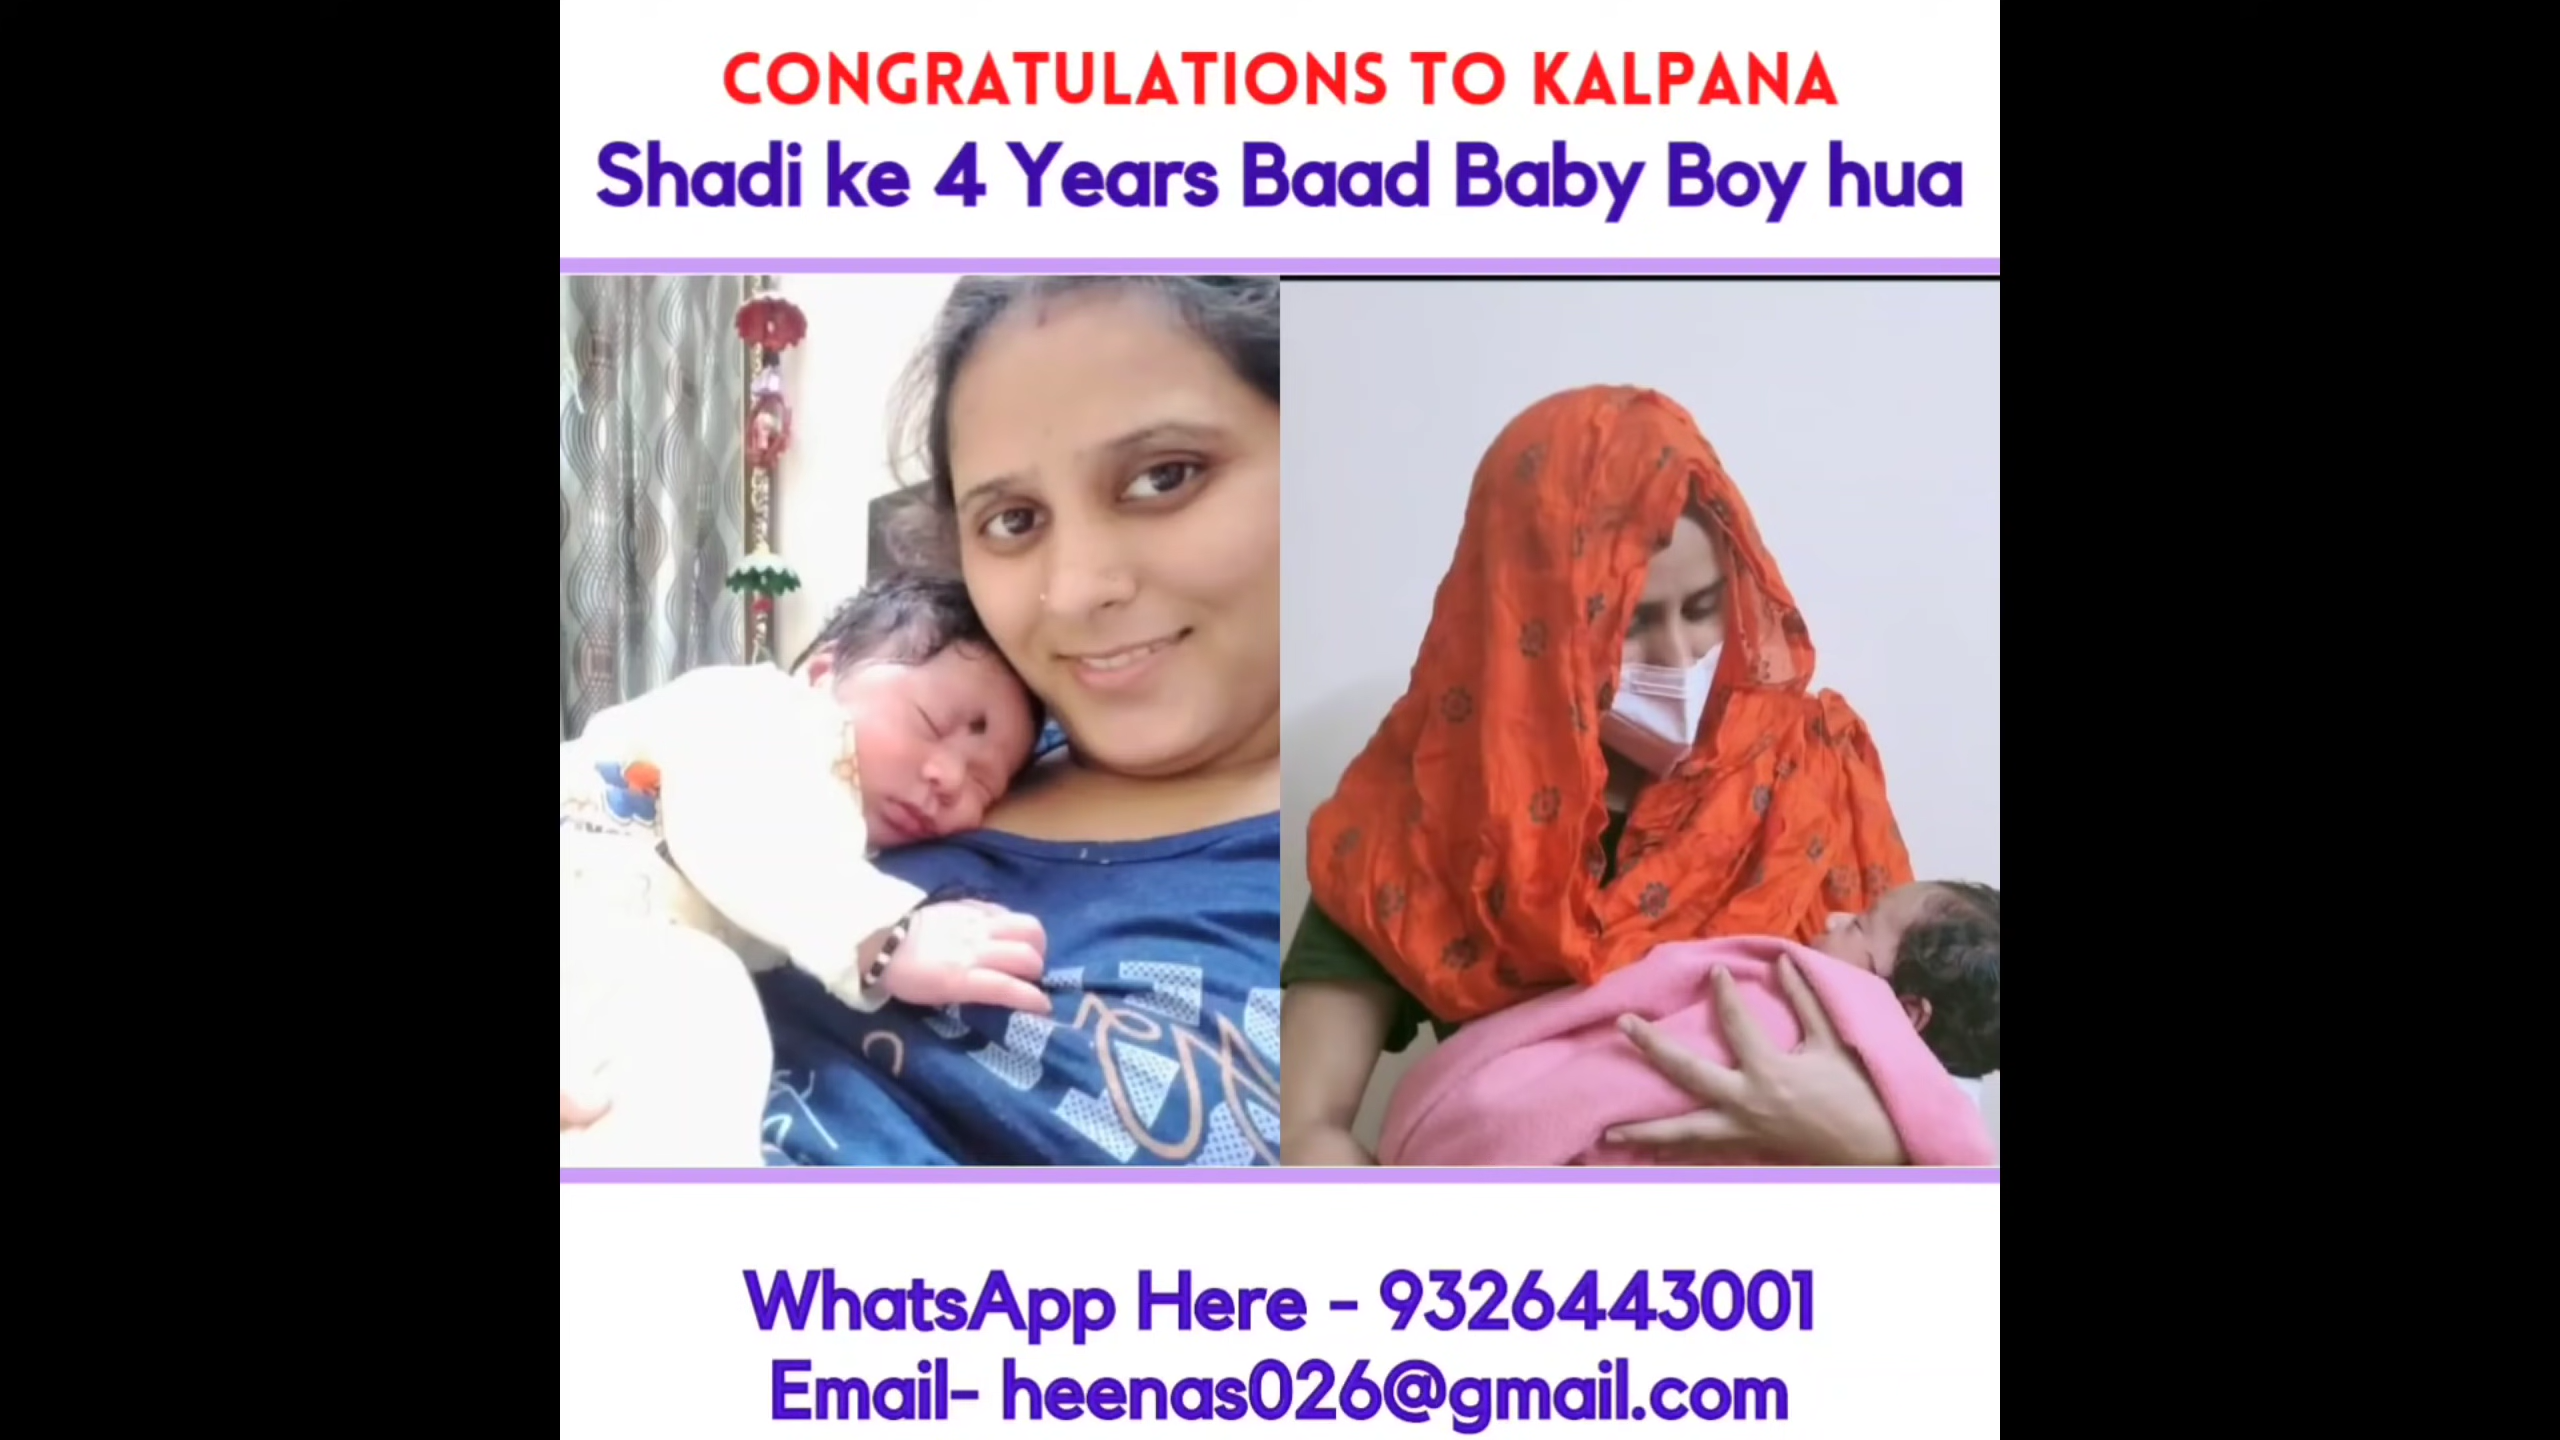 CONGRATULATIONS TO KALPANA
Shadi ke 4 Years Baad Baby Boy hua
WhatsApp Here - 9326443001
Email- heenas026@gmail.com